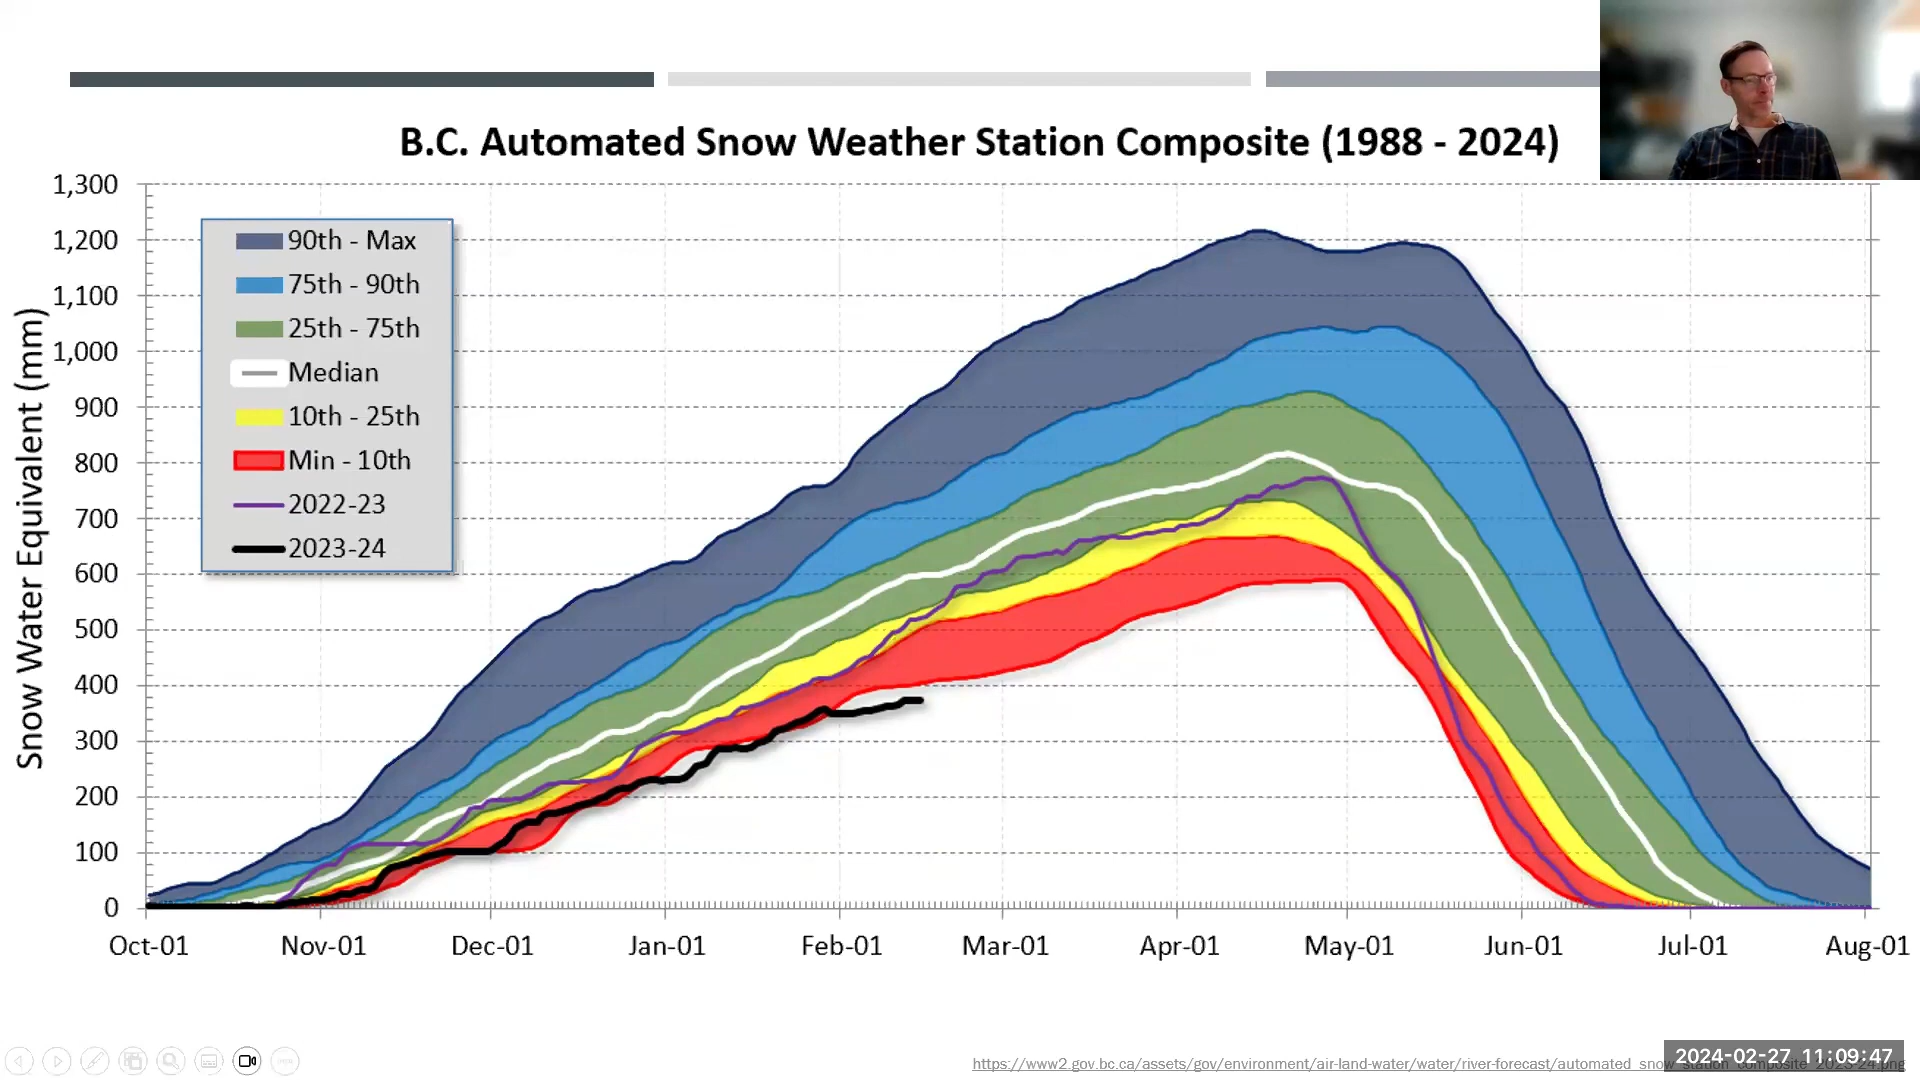 B.C. Automated Snow Weather Station Composite (1988 - 2024)
Snow Water Equivalent (mm)
1,300
1,200
1,100
1,000
900
800
700
600
500
400
300
200
100
0
90th - Max
75th - 90th
25th - 75th
Median
10th - 25th
Min - 10th
2022-23
2023-24
Oct-01 Nov-01 Dec-01 Jan-01 Feb-01 Mar-01 Apr-01 May-01 Jun-01 Jul-01 Aug-01
https://www2.gov.bc.ca/assets/gov/environment/air-land-water/water/river-forecast/automated_snow_station_composite_2023-24.png
2024-02-27 11:09:47